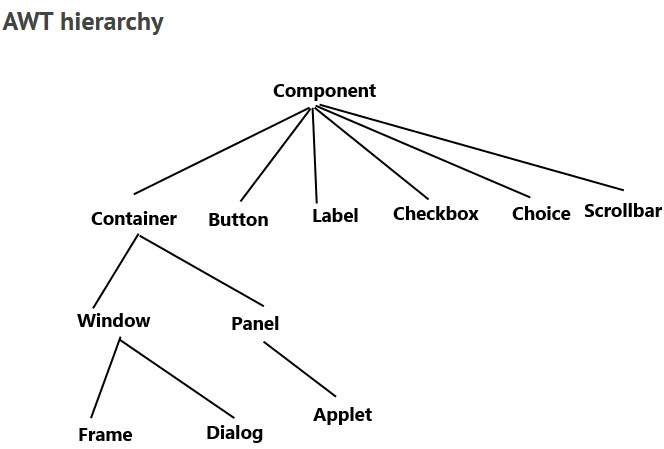 AWT hierarchy
Component
Container Button Label Checkbox Choice Scrollbar
Window Panel
Applet
Frame Dialog